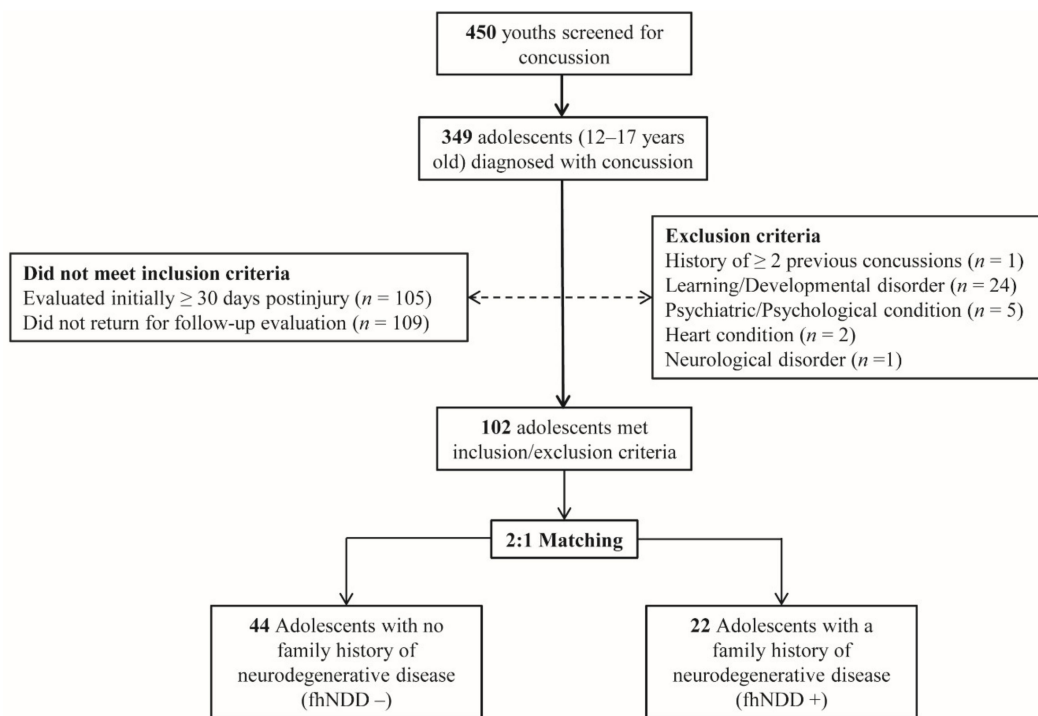 450 youths screened for
concussion
349 adolescents (12–17 years
old) diagnosed with concussion
Did not meet inclusion criteria
Evaluated initially ≥ 30 days postinjury (n = 105)
Did not return for follow-up evaluation (n = 109)
Exclusion criteria
History of ≥ 2 previous concussions (n = 1)
Learning/Developmental disorder (n = 24)
Psychiatric/Psychological condition (n = 5)
Heart condition (n = 2)
Neurological disorder (n =1)
102 adolescents met
inclusion/exclusion criteria
2:1 Matching
44 Adolescents with no
family history of
neurodegenerative disease
(fhNDD –)
22 Adolescents with a
family history of
neurodegenerative disease
(fhNDD +)